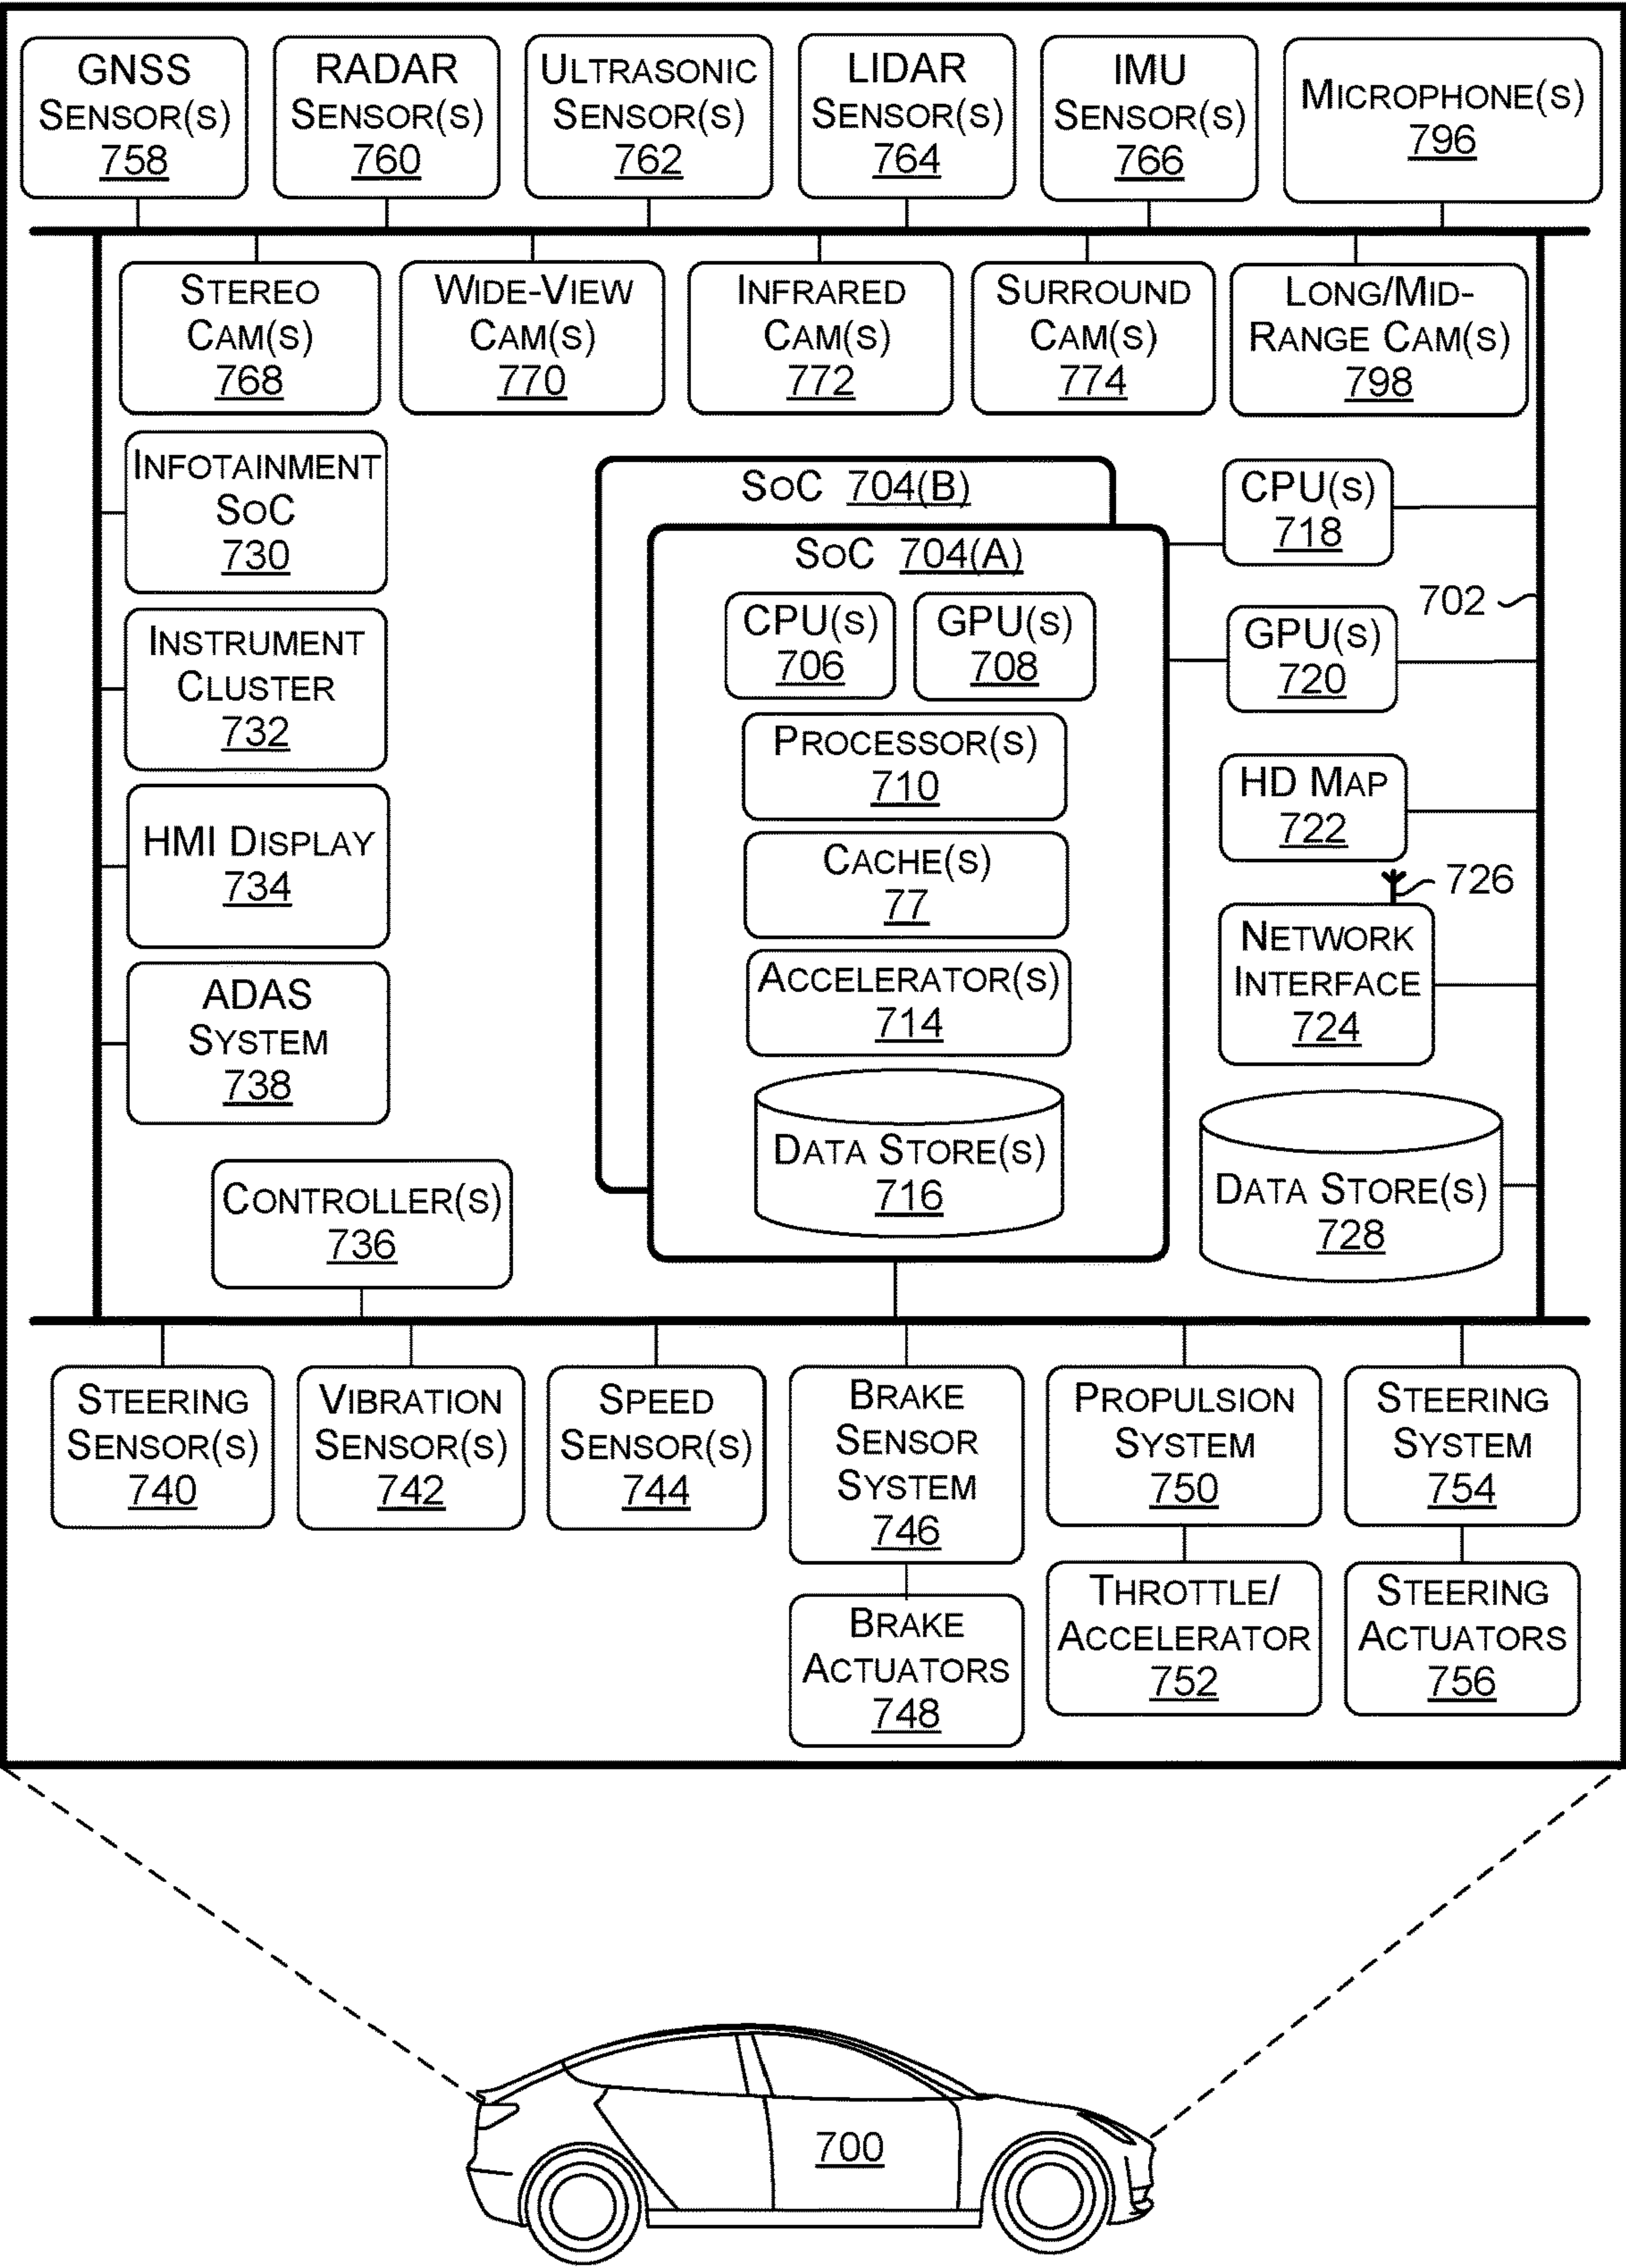 GNSS
SENSOR(S)
758
RADAR
SENSOR(S)
760
ULTRASONIC
SENSOR(S)
762
LIDAR
SENSOR(S)
764
IMU
SENSOR(S)
766
MICROPHONE(S)
796
STEREO
CAM(S)
768
WIDE-VIEW
CAM(S)
770
INFRARED
CAM(S)
772
SURROUND
CAM(S)
774
LONG/MID-
RANGE CAM(S)
798
INFOTAINMENT
SOC
730
INSTRUMENT
CLUSTER
732
HMI DISPLAY
734
ADAS
SYSTEM
738
CONTROLLER(S)
736
SOC 704(B)
SOC 704(A)
CPU(S)
706
GPU(S)
708
PROCESSOR(S)
710
CACHE(S)
77
ACCELERATOR(S)
714
DATA STORE(S)
716
CPU(S)
718
702
GPU(S)
720
HD MAP
722
726
NETWORK
INTERFACE
724
DATA STORE(S)
728
STEERING
SENSOR(S)
740
VIBRATION
SENSOR(S)
742
SPEED
SENSOR(S)
744
BRAKE
SENSOR
SYSTEM
746
PROPULSION
SYSTEM
750
STEERING
SYSTEM
754
BRAKE
ACTUATORS
748
THROTTLE/
ACCELERATOR
752
STEERING
ACTUATORS
756
700